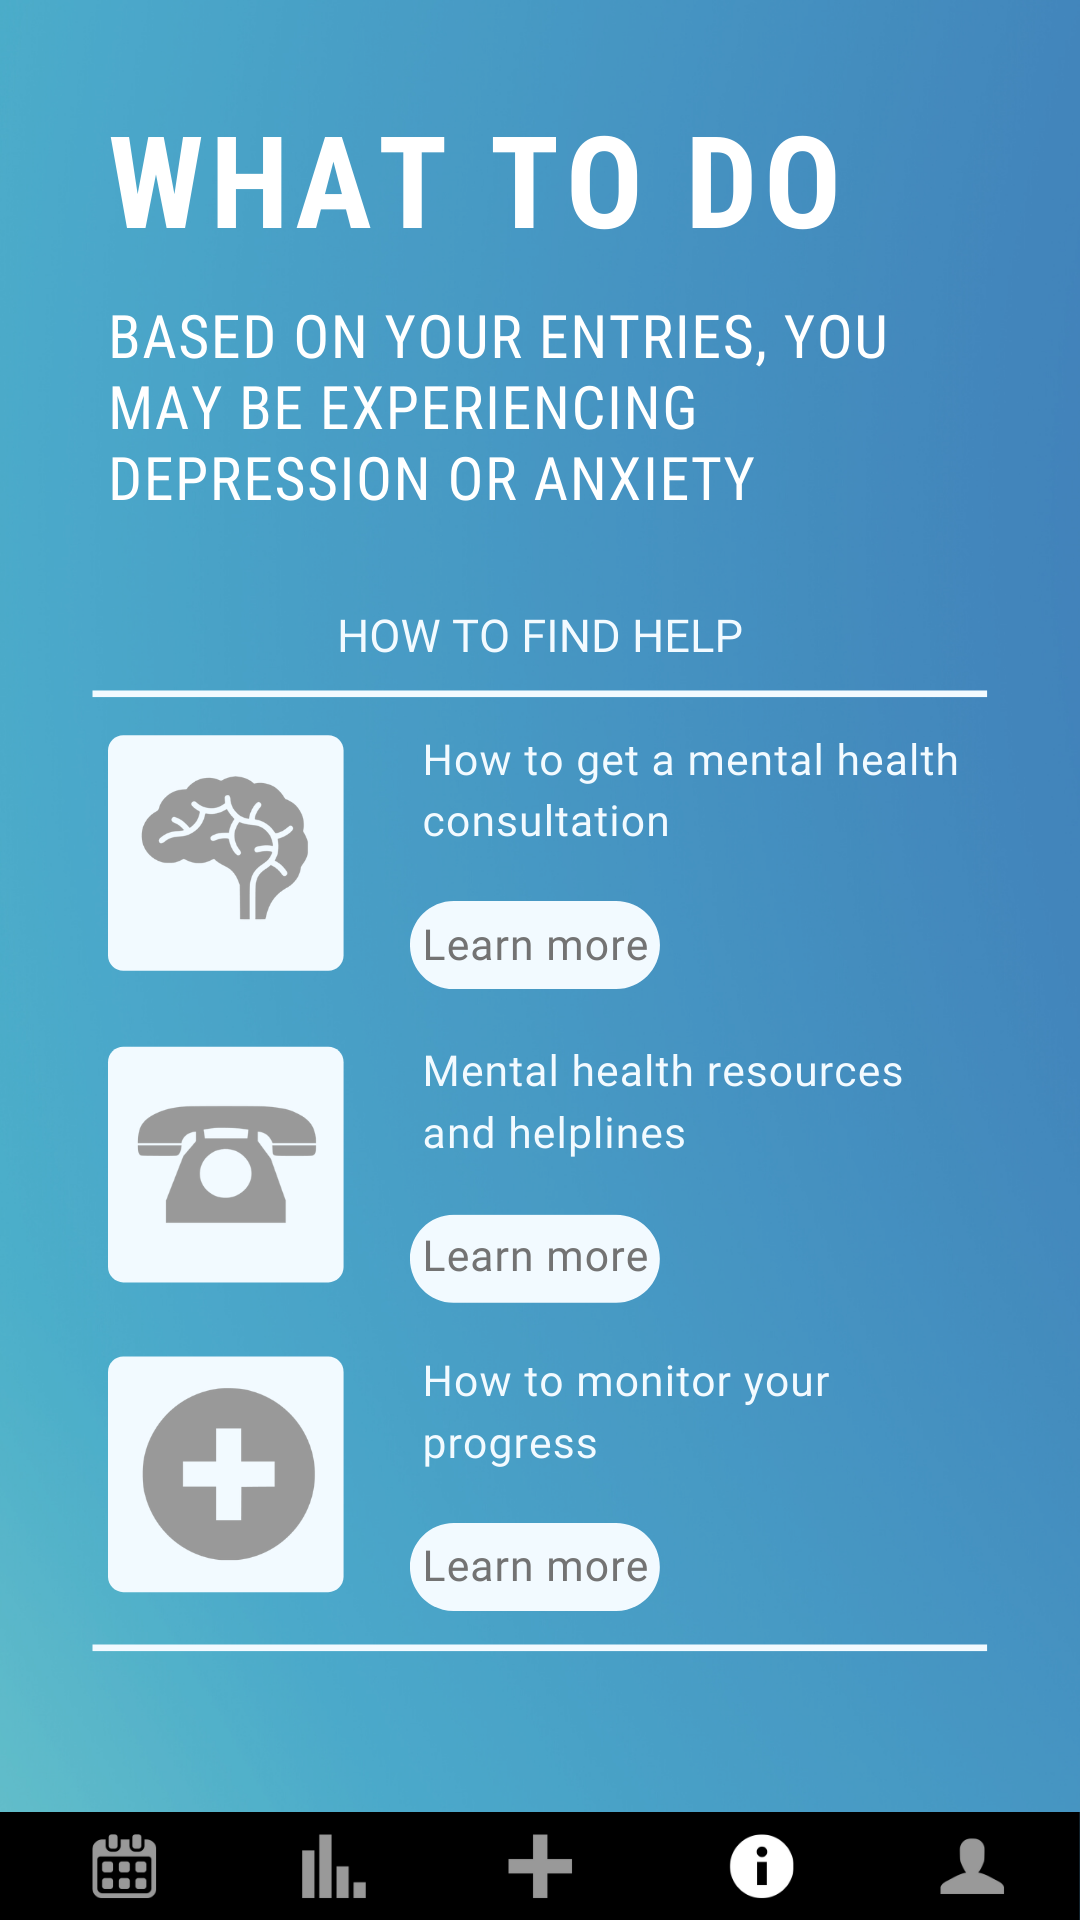 WHAT TO DO
BASED ON YOUR ENTRIES, YOU
MAY BE EXPERIENCING
DEPRESSION OR ANXIETY
HOW TO FIND HELP
How to get a mental health
consultation
Learn more
Mental health resources
and helplines
Learn more
How to monitor your
progress
Learn more